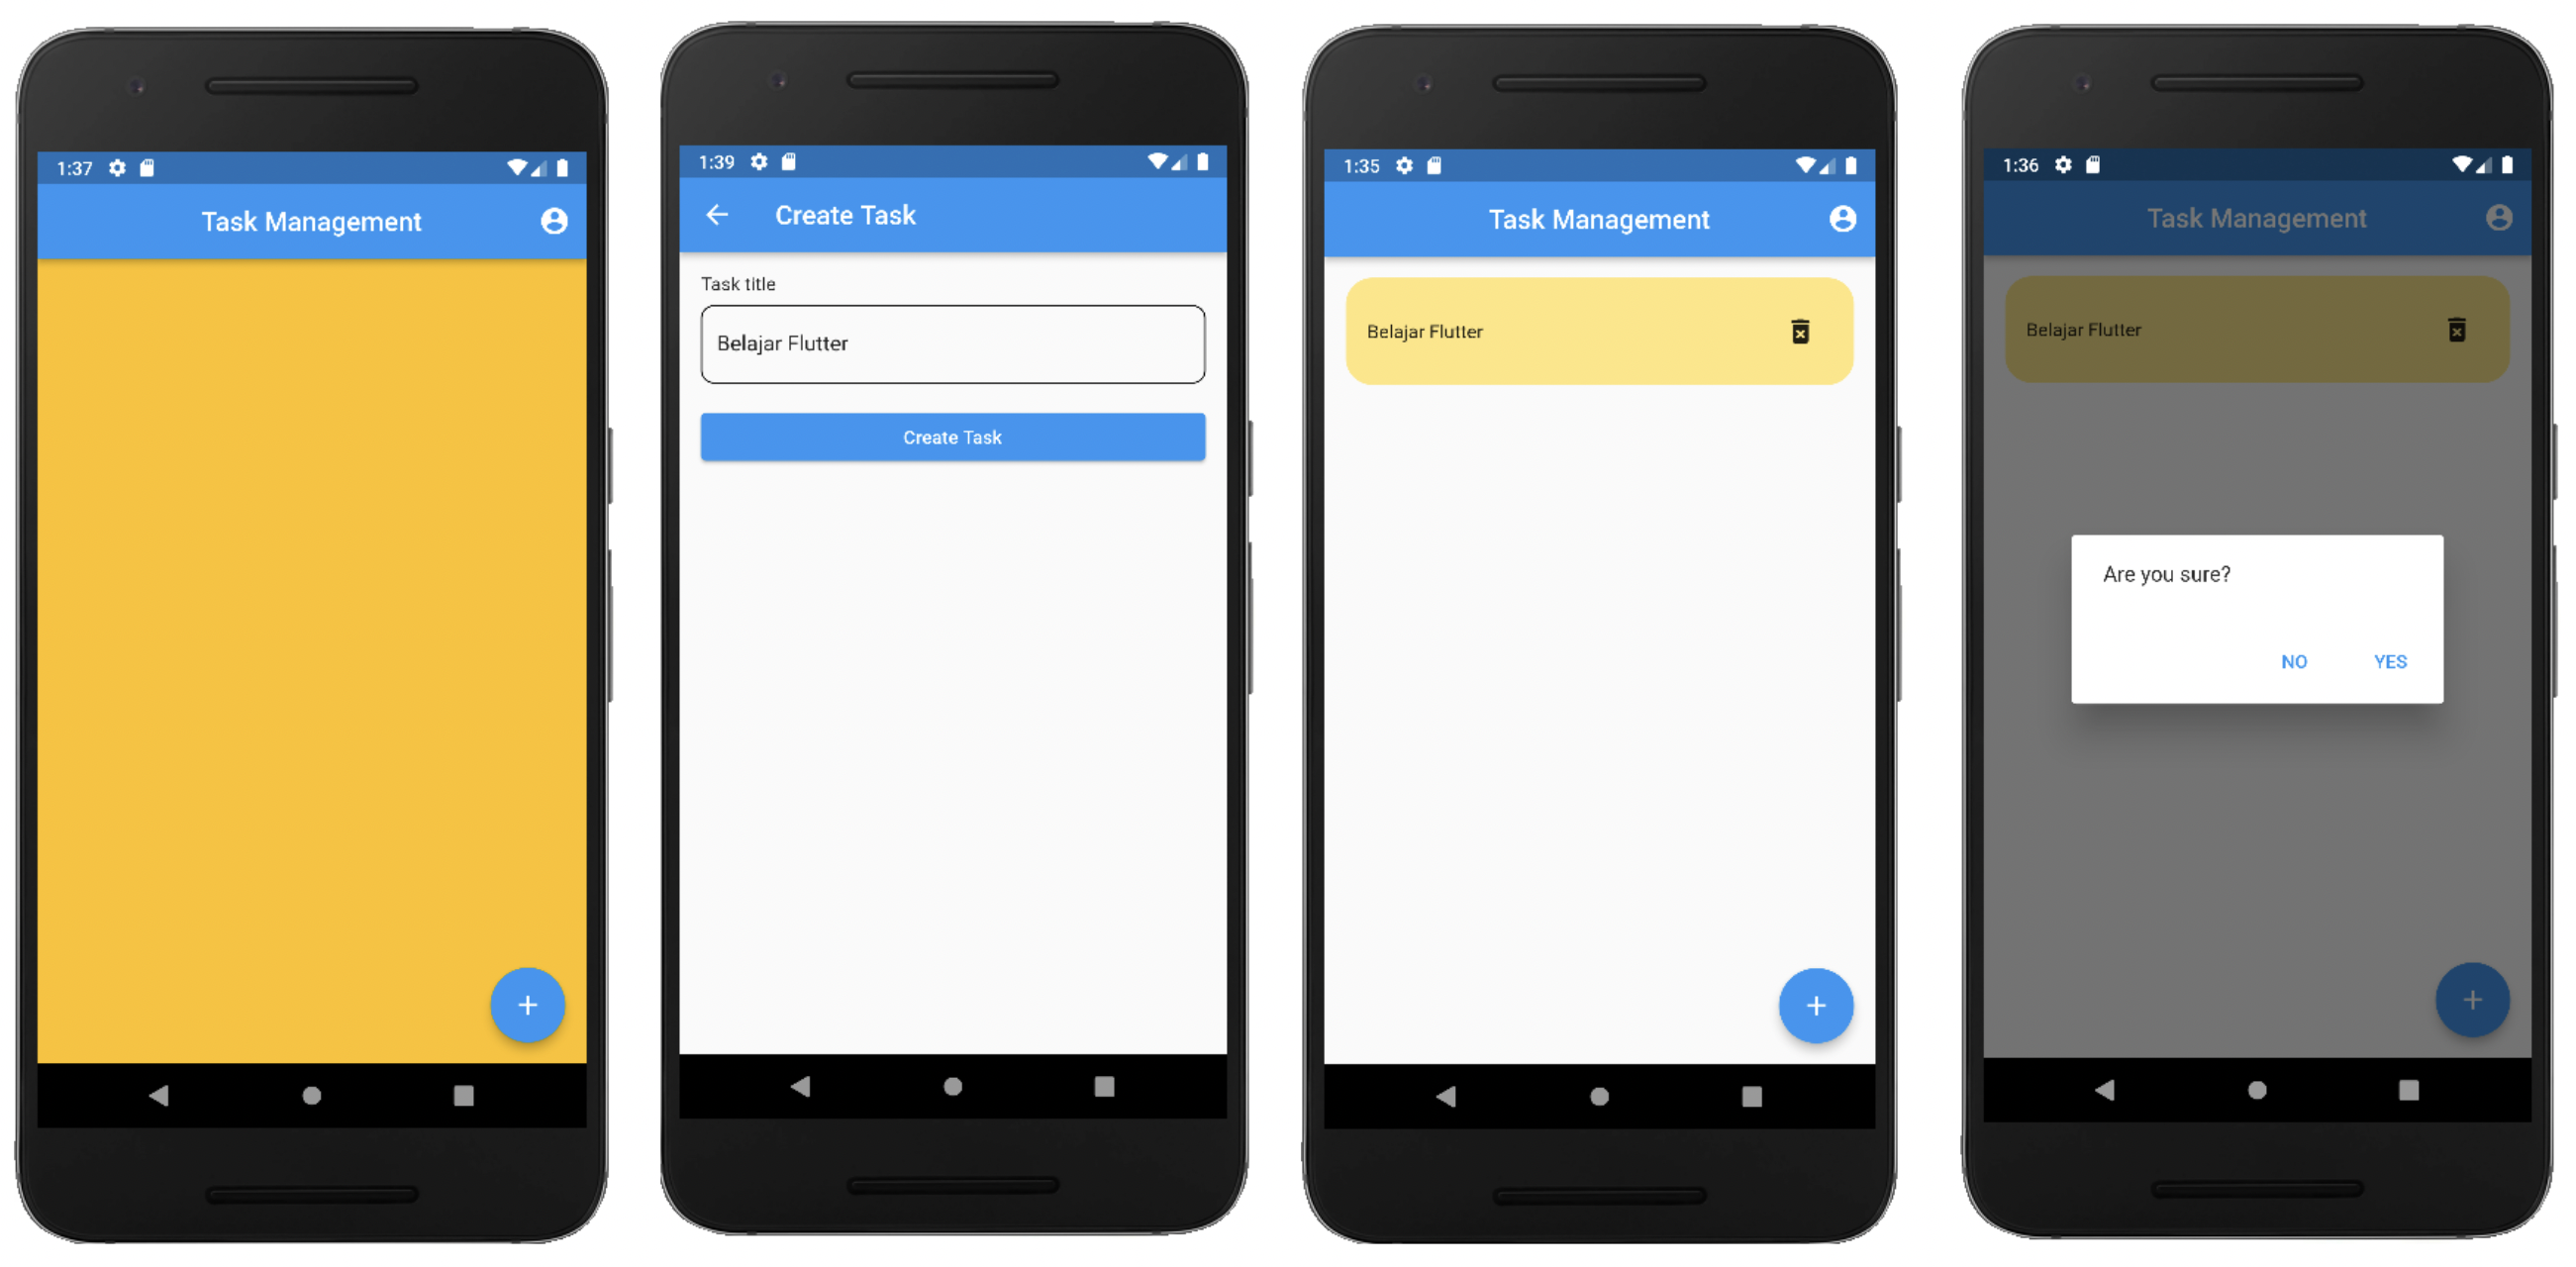 1:37
Task Management
1:39
Create Task
Task title
Belajar Flutter
Create Task
1:35
Task Management
Belajar Flutter
1:36
Task Management
Belajar Flutter
Are you sure?
NO YES